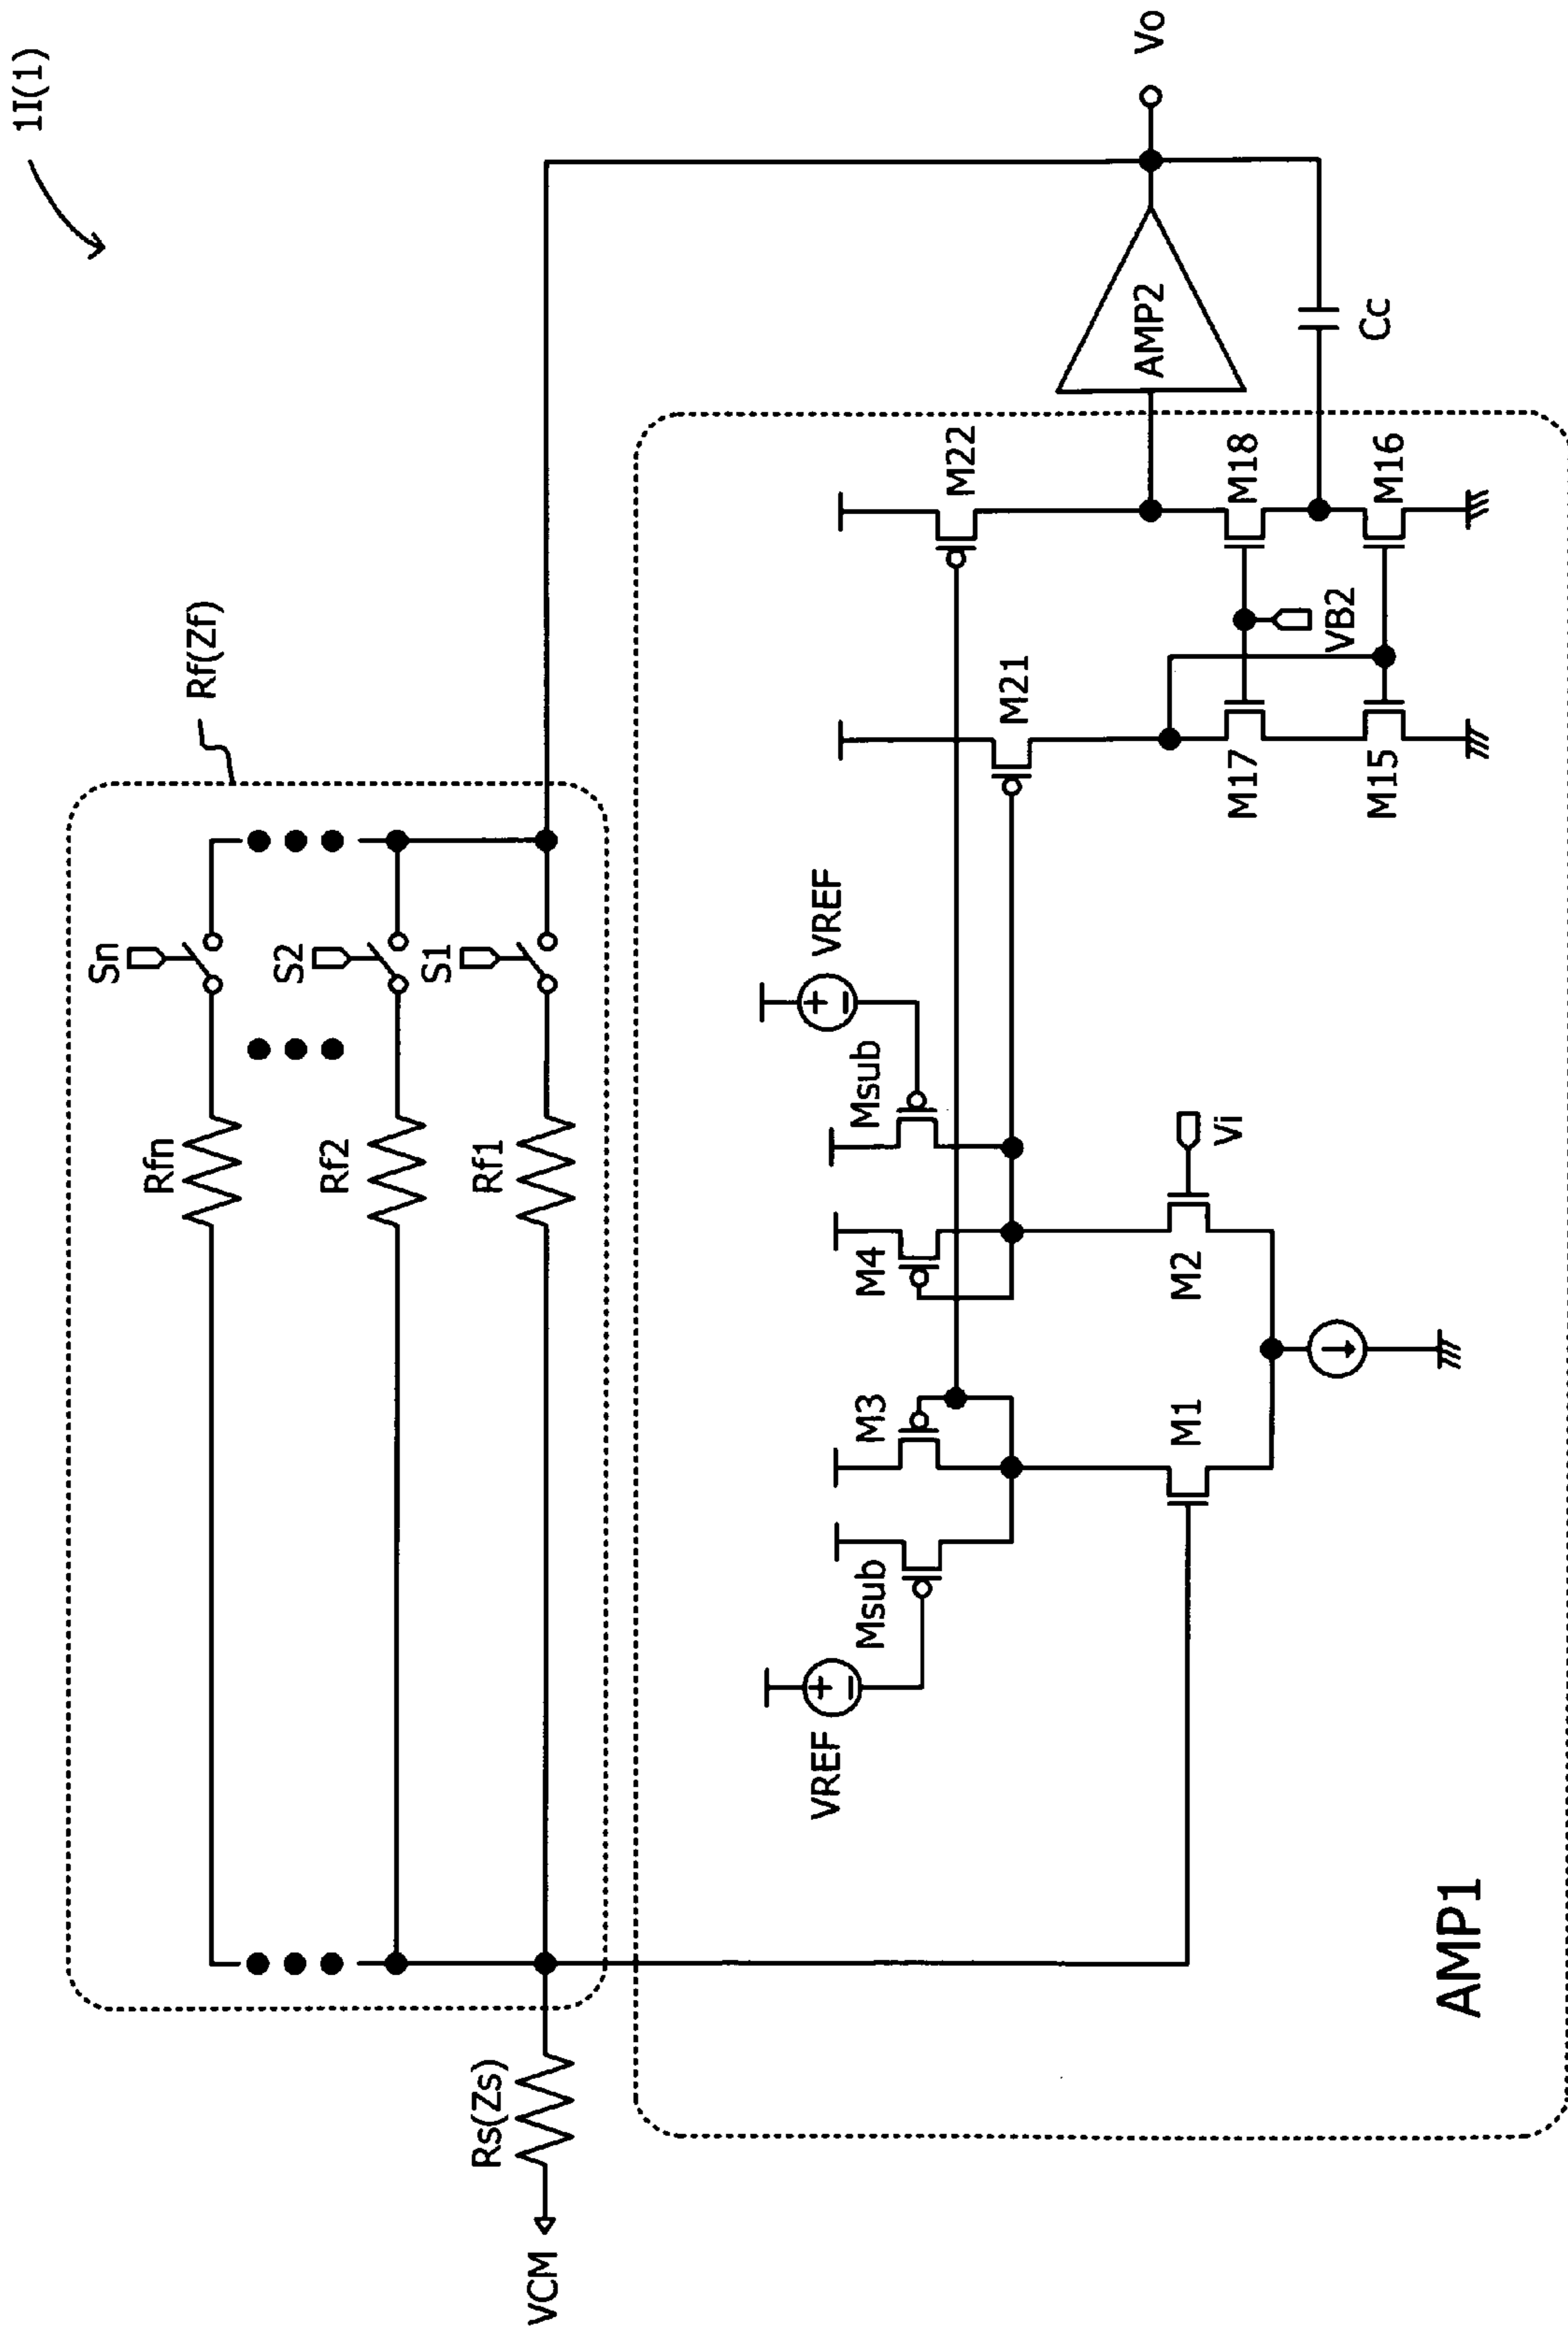 1I(1)
Rf(Zf)
Sn
Rfn
S2
Rf2
S1
Rf1
Rs(Zs)
VCM
VREF
VREF
Msub
M3
M4
Msub
M21
M22
AMP2
Vo
M1
M2
Vi
M17
VB2
M18
Cc
M15
M16
AMP1